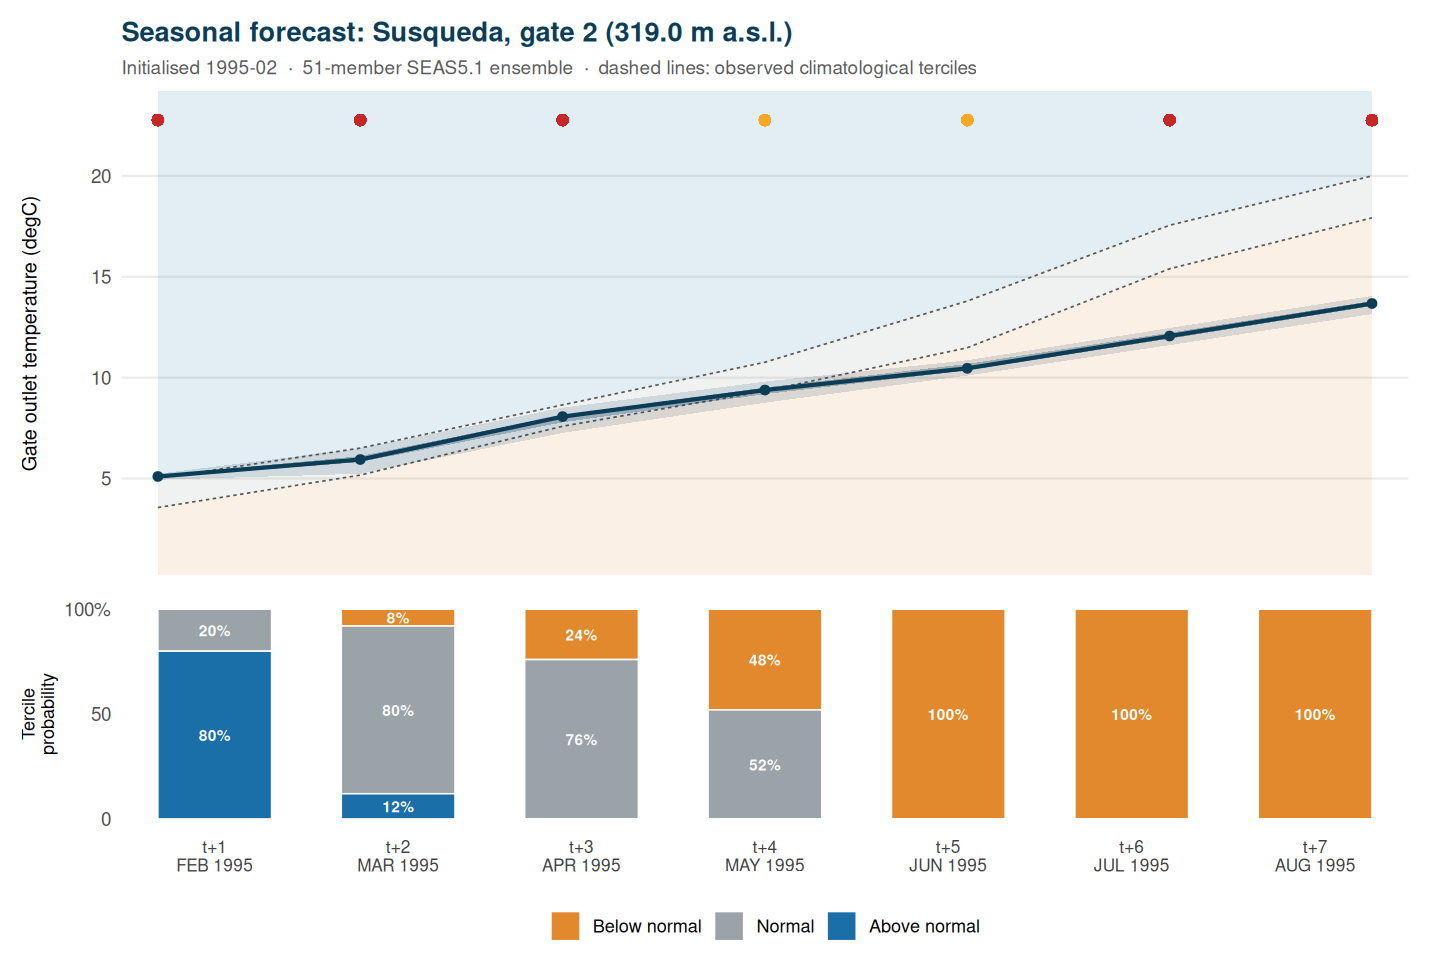 Seasonal forecast: Susqueda, gate 2 (319.0 m a.s.l.)
Initialised 1995-02 · 51-member SEAS5.1 ensemble · dashed lines: observed climatological terciles
Gate outlet temperature (degC)
20
15
10
5
Tercile
probability
100%
50
0
20%
80%
8%
80%
12%
24%
76%
48%
52%
100%
100%
100%
t+1
FEB 1995
t+2
MAR 1995
t+3
APR 1995
t+4
MAY 1995
t+5
JUN 1995
t+6
JUL 1995
t+7
AUG 1995
Below normal
Normal
Above normal